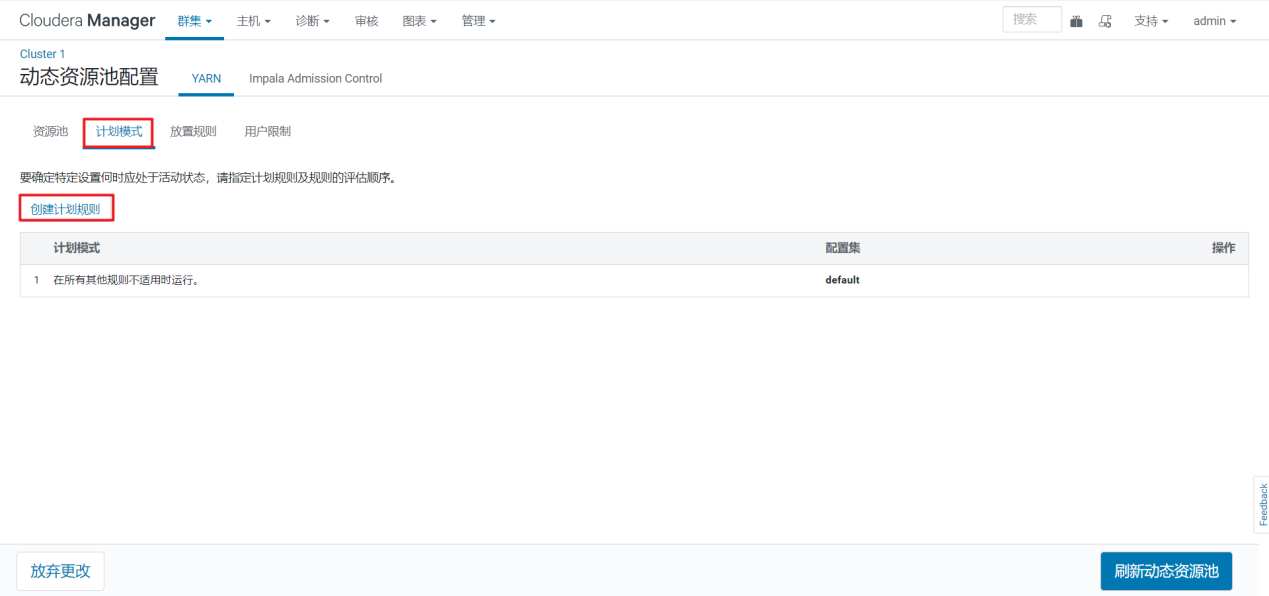 Cloudera Manager 群集 主机 诊断 审核 图表 管理 搜索 支持 admin
Cluster 1
动态资源池配置 YARN Impala Admission Control
资源池 计划模式 放置规则 用户限制
要确定特定设置何时应处于活动状态，请指定计划规则及规则的评估顺序。
创建计划规则
计划模式 配置集 操作
1 在所有其他规则不适用时运行。 default
Feedback
放弃更改 刷新动态资源池